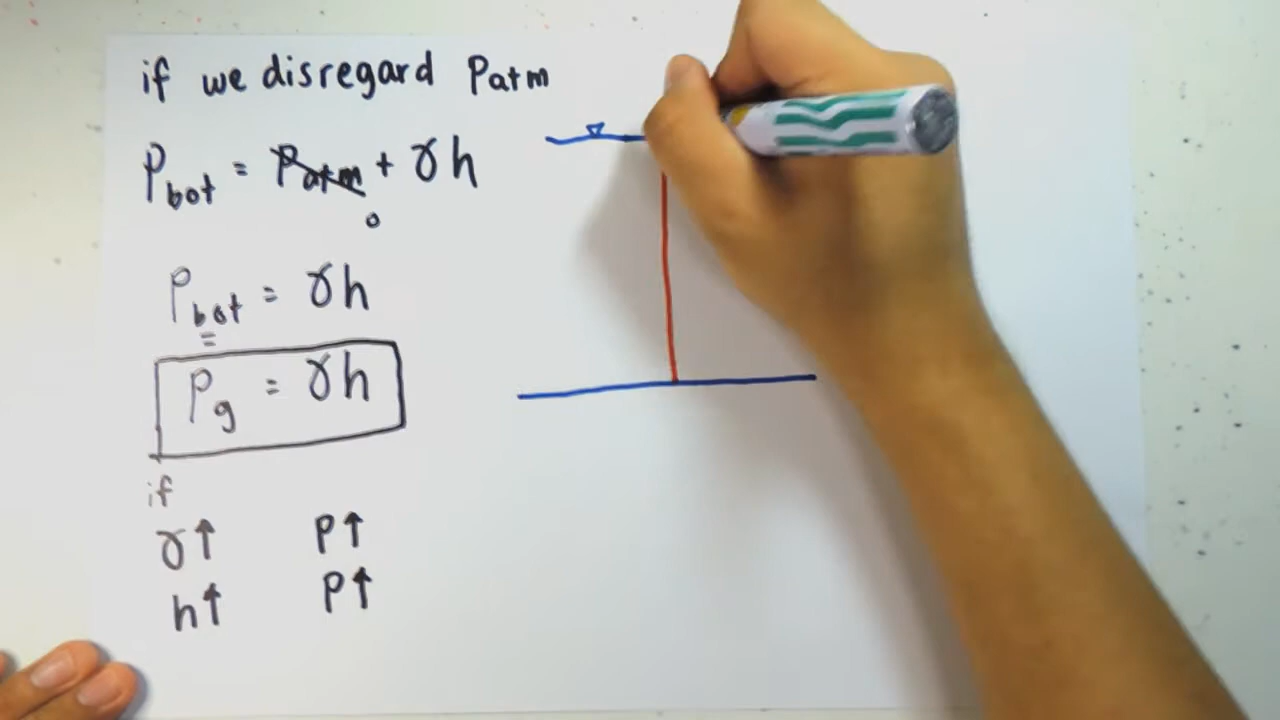 if we disregard Patm
Pbot = Patm + γh
0
Pbot = γh
Pg = γh
if
γ↑ P↑
h↑ P↑